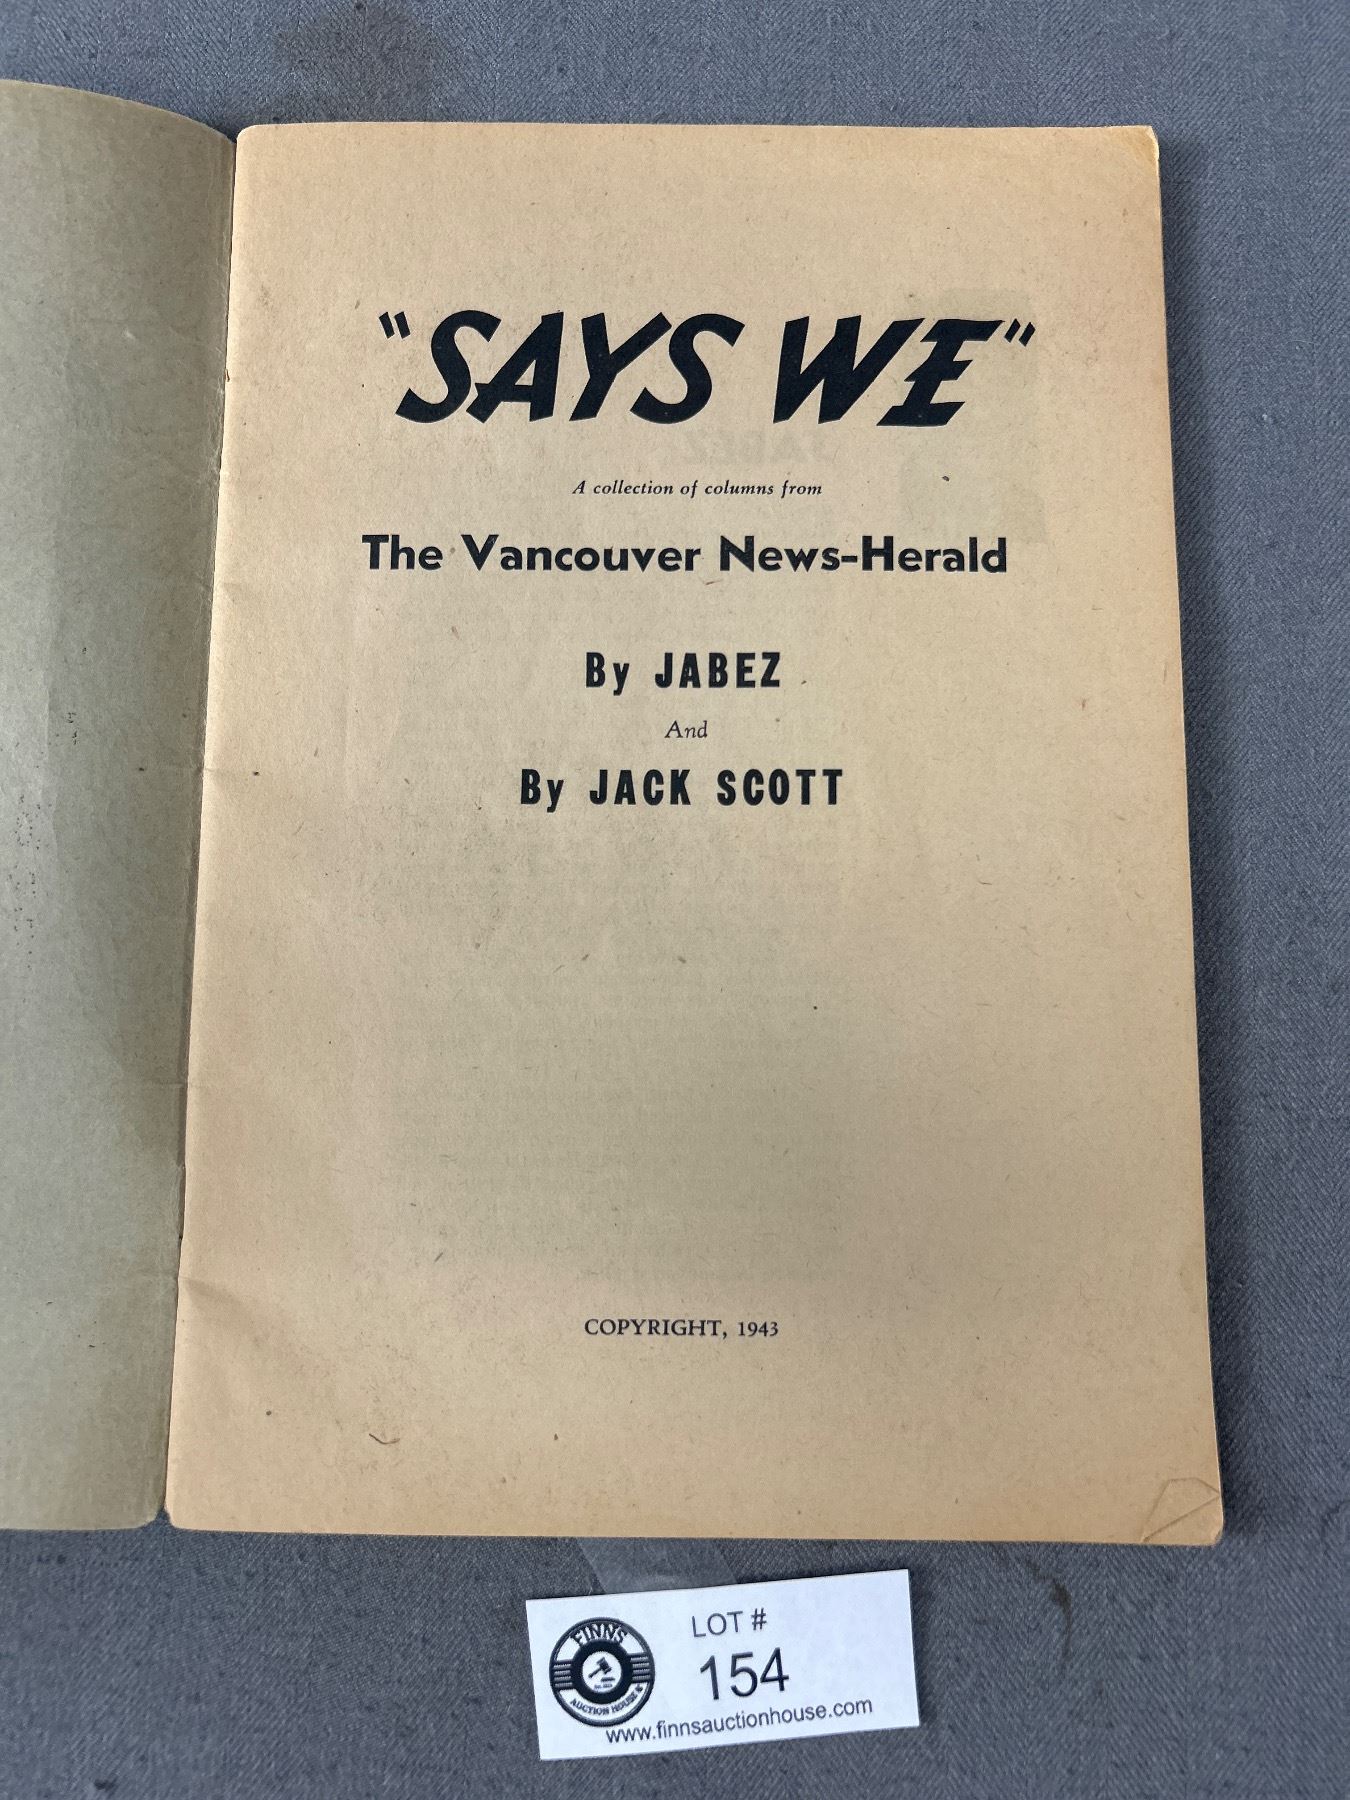 "SAYS WE"
A collection of columns from
The Vancouver News-Herald
By JABEZ
And
By JACK SCOTT
COPYRIGHT, 1943
LOT #
154
FINNS
AUCTION HOUSE &
www.finnsauctionhouse.com